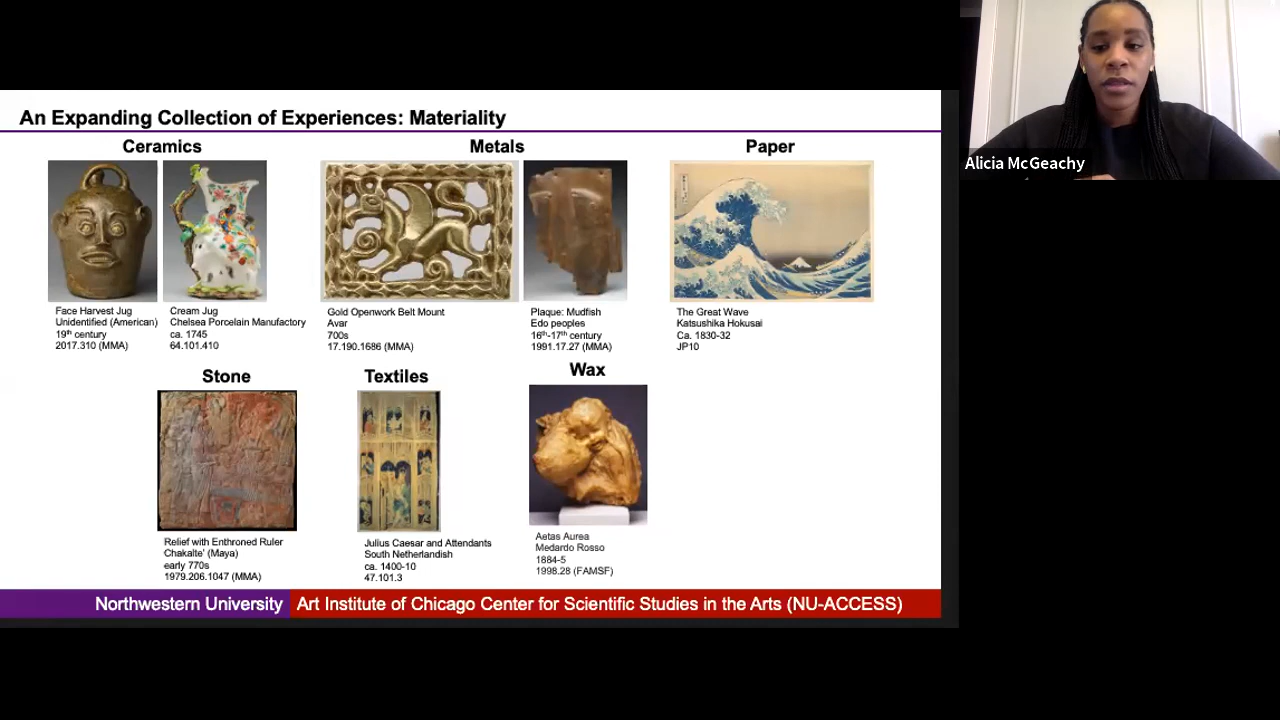 An Expanding Collection of Experiences: Materiality
Ceramics
Metals
Paper
Face Harvest Jug
Unidentified (American)
19th century
2017.310 (MMA)
Cream Jug
Chelsea Porcelain Manufactory
ca. 1745
64.101.410
Gold Openwork Belt Mount
Avar
700s
17.190.1686 (MMA)
Plaque: Mudfish
Edo peoples
16th-17th century
1991.17.27 (MMA)
The Great Wave
Katsushika Hokusai
Ca. 1830-32
JP10
Stone
Textiles
Wax
Relief with Enthroned Ruler
Chakalte' (Maya)
early 770s
1979.206.1047 (MMA)
Julius Caesar and Attendants
South Netherlandish
ca. 1400-10
47.101.3
Aetas Aurea
Medardo Rosso
1884-5
1998.28 (FAMSF)
Northwestern University
Art Institute of Chicago Center for Scientific Studies in the Arts (NU-ACCESS)
Alicia McGeachy